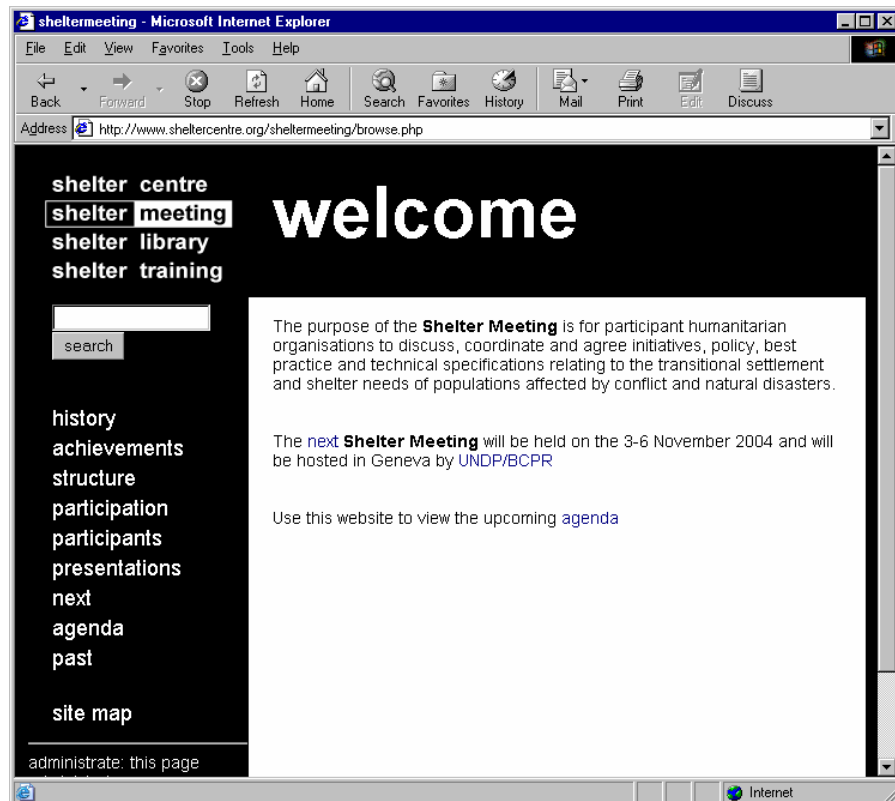 sheltermeeting - Microsoft Internet Explorer
File Edit View Favorites Tools Help
Back Forward Stop Refresh Home Search Favorites History Mail Print Edit Discuss
Address http://www.sheltercentre.org/sheltermeeting/browse.php
shelter centre
shelter meeting
shelter library
shelter training
welcome
search
history
achievements
structure
participation
participants
presentations
next
agenda
past
site map
administrate: this page
The purpose of the Shelter Meeting is for participant humanitarian
organisations to discuss, coordinate and agree initiatives, policy, best
practice and technical specifications relating to the transitional settlement
and shelter needs of populations affected by conflict and natural disasters.
The next Shelter Meeting will be held on the 3-6 November 2004 and will
be hosted in Geneva by UNDP/BCPR
Use this website to view the upcoming agenda
Internet